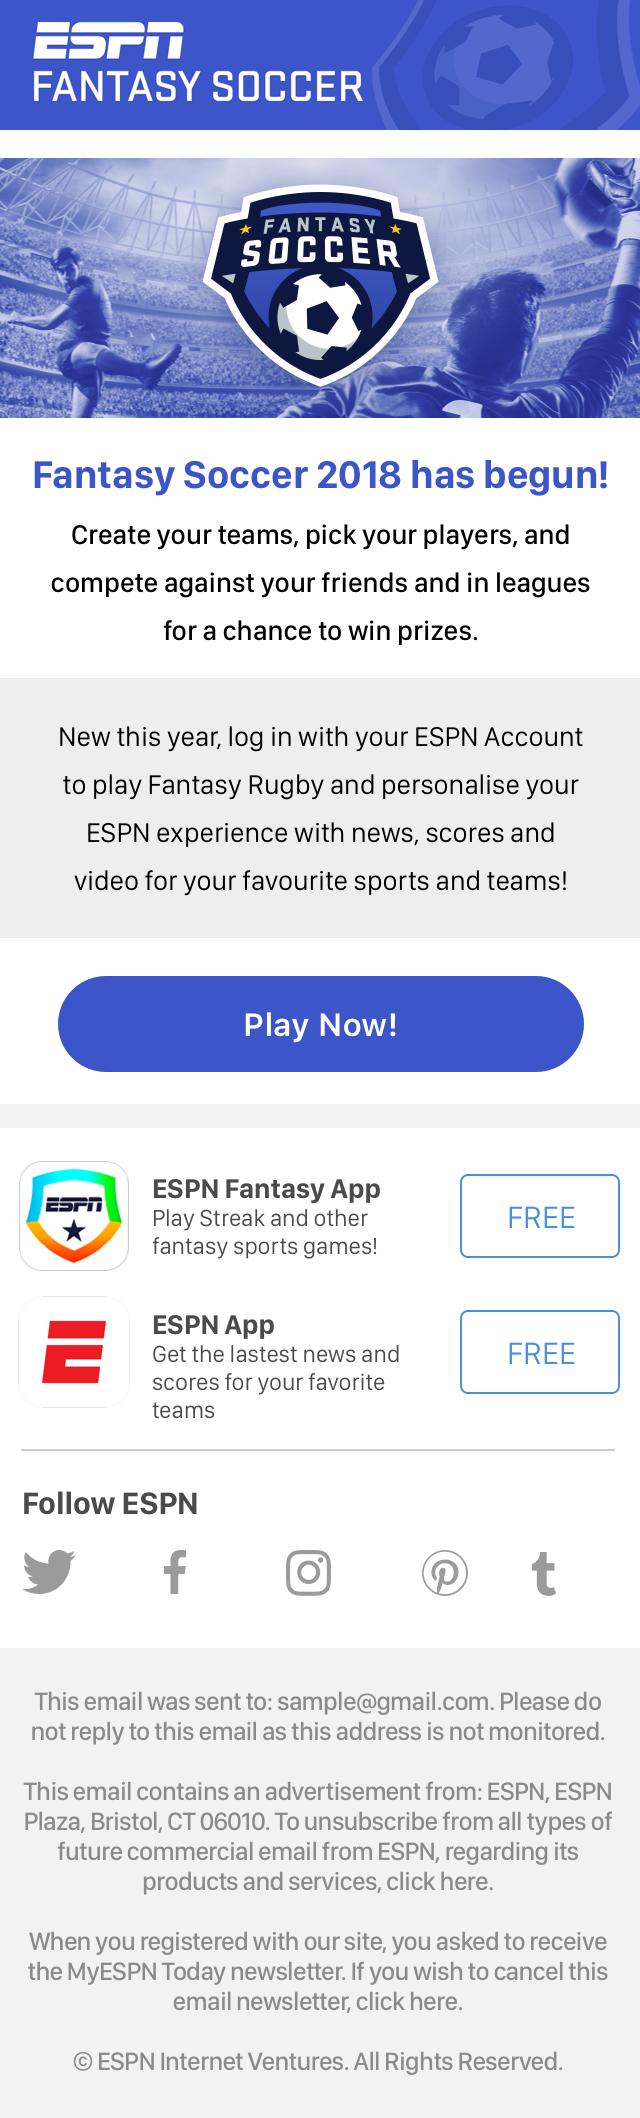 ESPN
FANTASY SOCCER
FANTASY
SOCCER
Fantasy Soccer 2018 has begun!
Create your teams, pick your players, and
compete against your friends and in leagues
for a chance to win prizes.
New this year, log in with your ESPN Account
to play Fantasy Rugby and personalise your
ESPN experience with news, scores and
video for your favourite sports and teams!
Play Now!
ESPN
ESPN Fantasy App
Play Streak and other
fantasy sports games!
FREE
E
ESPN App
Get the lastest news and
scores for your favorite
teams
FREE
Follow ESPN
This email was sent to: sample@gmail.com. Please do
not reply to this email as this address is not monitored.
This email contains an advertisement from: ESPN, ESPN
Plaza, Bristol, CT 06010. To unsubscribe from all types of
future commercial email from ESPN, regarding its
products and services, click here.
When you registered with our site, you asked to receive
the MyESPN Today newsletter. If you wish to cancel this
email newsletter, click here.
© ESPN Internet Ventures. All Rights Reserved.